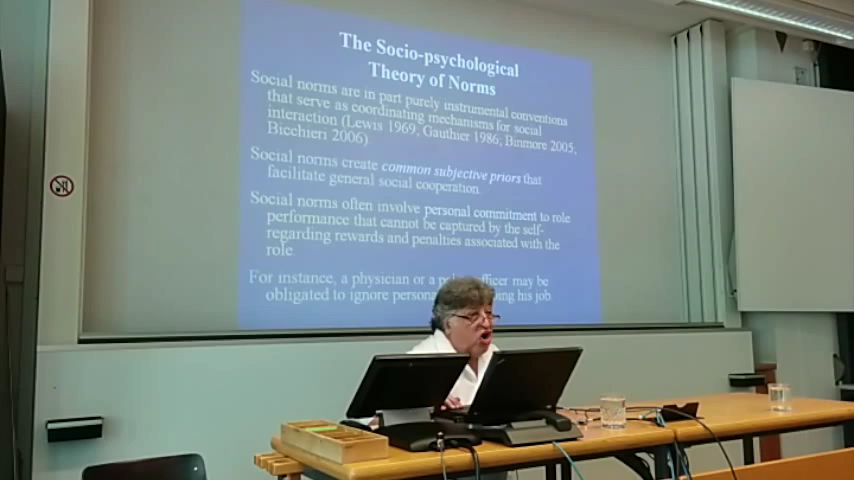 The Socio-psychological
Theory of Norms
Social norms are in part purely instrumental conventions
that serve as coordinating mechanisms for social
interaction (Lewis 1969; Gauthier 1986; Binmore 2005,
Bicchieri 2006)
Social norms create common subjective priors that
facilitate general social cooperation
Social norms often involve personal commitment to role
performance that cannot be captured by the self-
regarding rewards and penalties associated with the
role
For instance, a physician or a officer may be
obligated to ignore his job